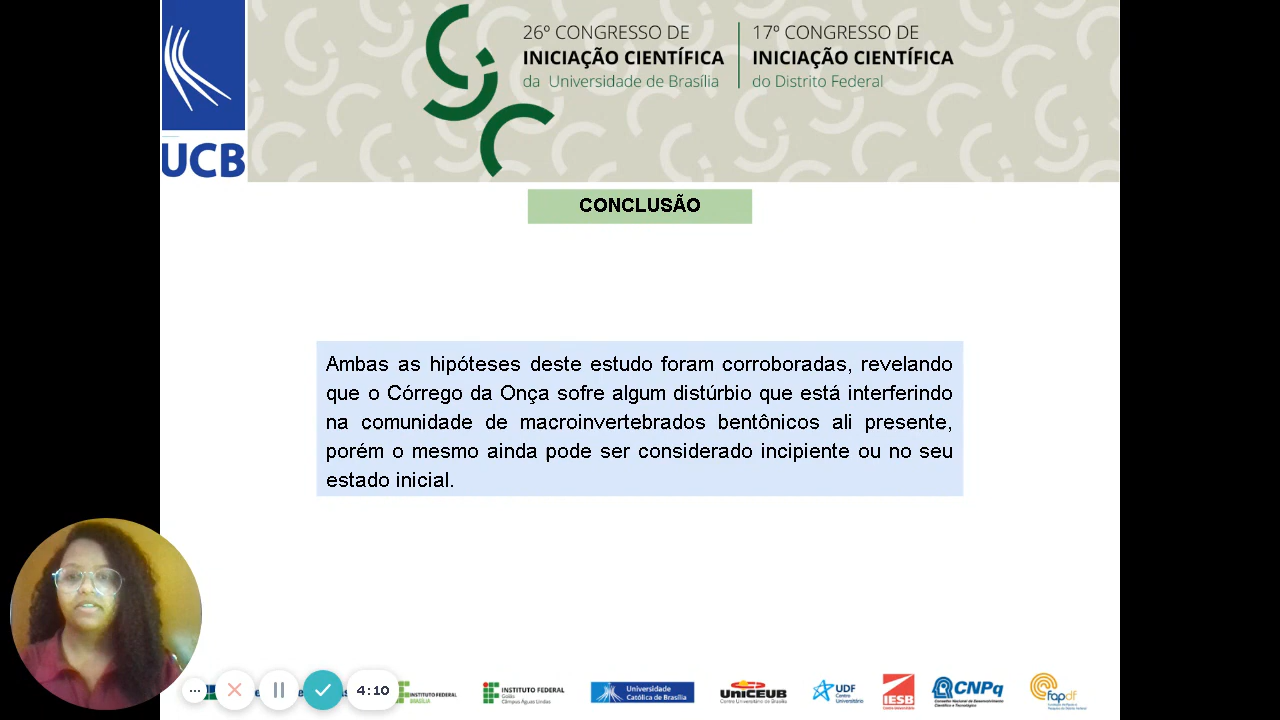 UCB
26º CONGRESSO DE
INICIAÇÃO CIENTÍFICA
da Universidade de Brasília
17º CONGRESSO DE
INICIAÇÃO CIENTÍFICA
do Distrito Federal
CONCLUSÃO
Ambas as hipóteses deste estudo foram corroboradas, revelando
que o Córrego da Onça sofre algum distúrbio que está interferindo
na comunidade de macroinvertebrados bentônicos ali presente,
porém o mesmo ainda pode ser considerado incipiente ou no seu
estado inicial.
4:10
INSTITUTO FEDERAL
BRASÍLIA
INSTITUTO FEDERAL
Goiás
Câmpus Águas Lindas
Universidade
Católica de Brasília
UNICEUB
Centro Universitário de Brasília
UDF
Centro
Universitário
IESB
CNPq
Conselho Nacional de Desenvolvimento
Científico e Tecnológico
fapdf